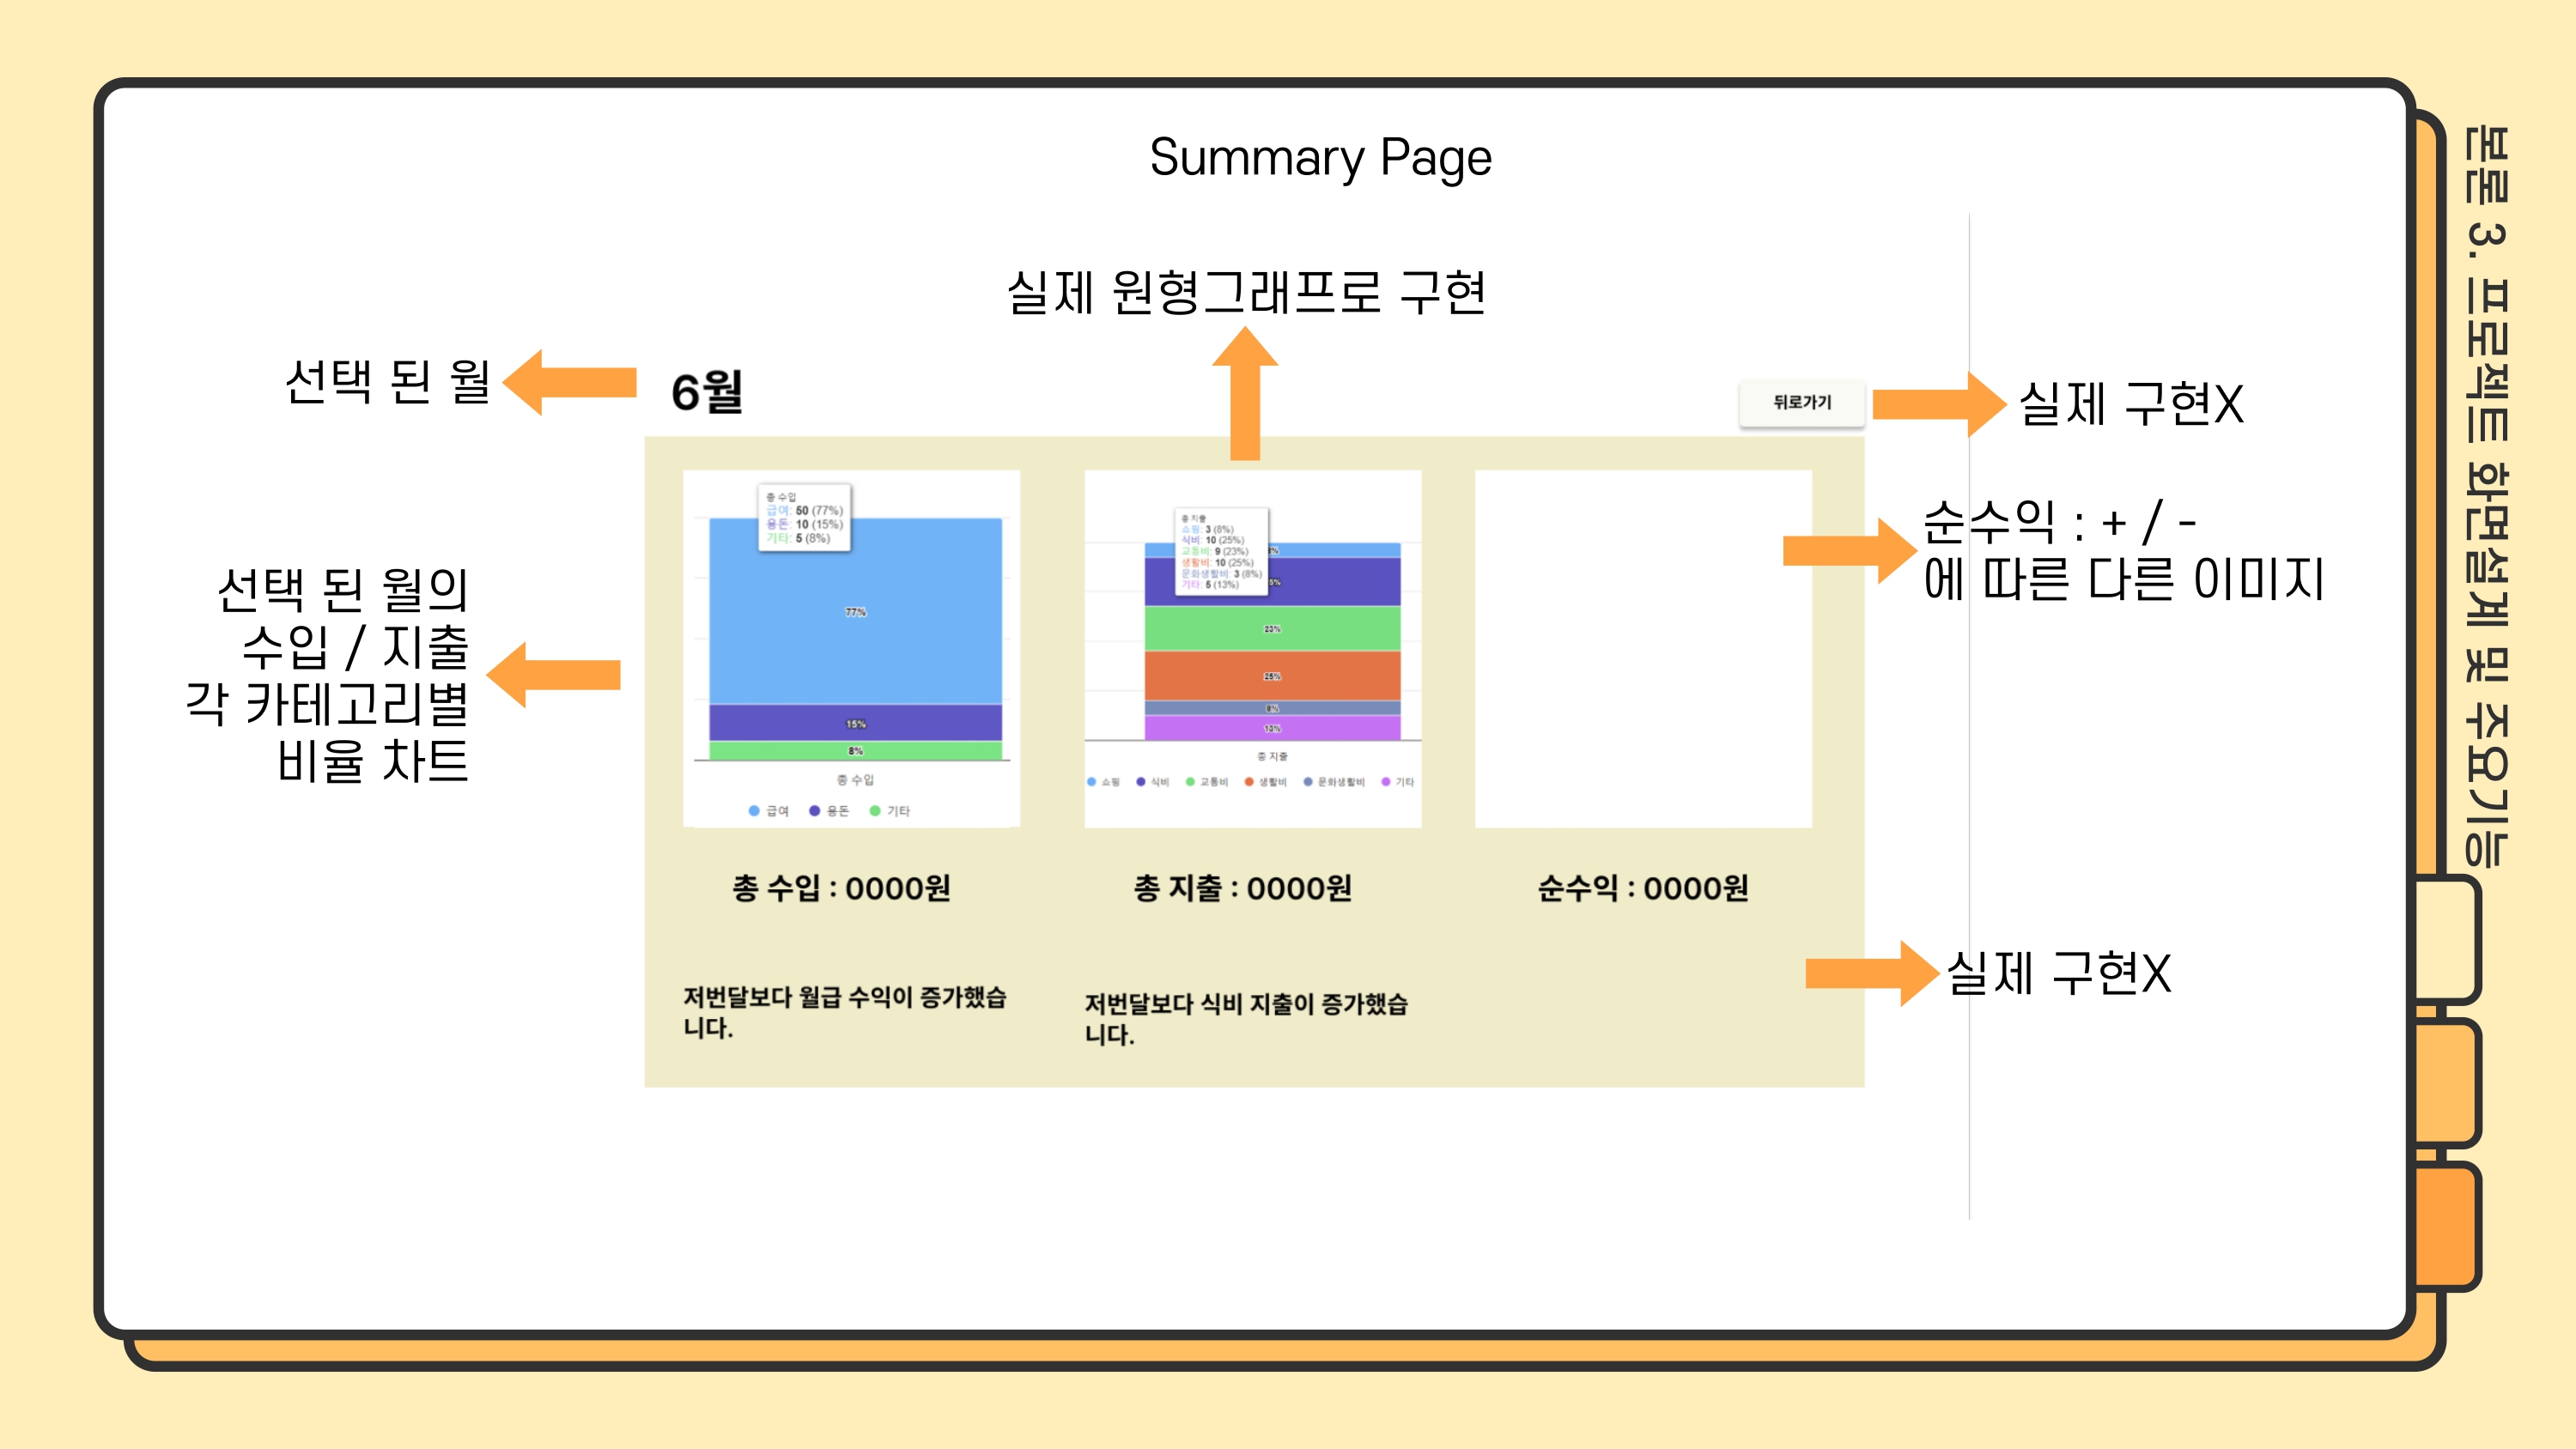 Summary Page
실제 원형그래프로 구현
선택 된 월
6월
뒤로가기
실제 구현X
선택 된 월의
수입 / 지출
각 카테고리별
비율 차트
총 수입
급여: 50 (77%)
용돈: 10 (15%)
기타: 5 (8%)
77%
15%
8%
총 수입
급여 용돈 기타
총 지출
쇼핑: 3 (8%)
식비: 10 (25%)
교통비: 9 (23%)
생활비: 10 (25%)
문화생활비: 3 (8%)
기타: 5 (13%)
8%
5%
23%
25%
8%
13%
총 지출
쇼핑 식비 교통비 생활비 문화생활비 기타
순수익 : + / -
에 따른 다른 이미지
총 수입 : 0000원
총 지출 : 0000원
순수익 : 0000원
저번달보다 월급 수익이 증가했습
니다.
저번달보다 식비 지출이 증가했습
니다.
실제 구현X
본론 3. 프로젝트 화면설계 및 주요기능